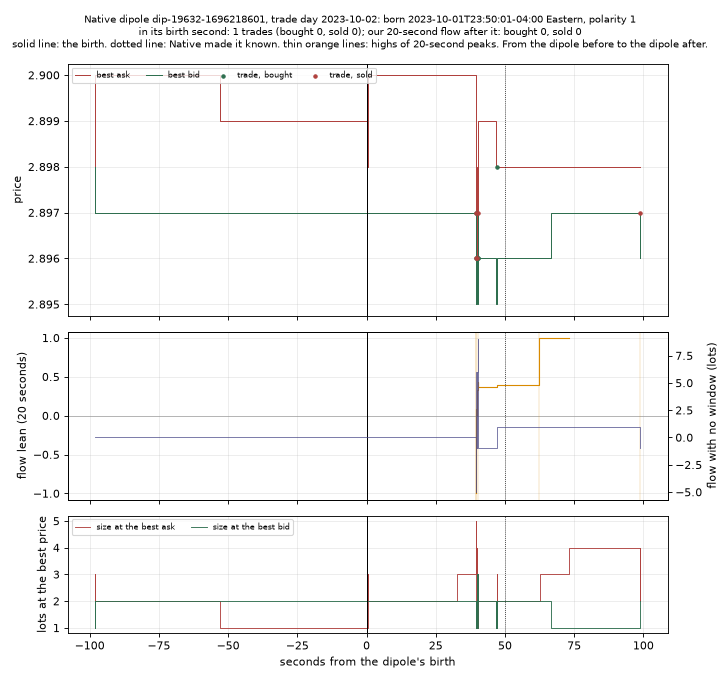 Native dipole dip-19632-1696218601, trade day 2023-10-02: born 2023-10-01T23:50:01-04:00 Eastern, polarity 1
in its birth second: 1 trades (bought 0, sold 0); our 20-second flow after it: bought 0, sold 0
solid line: the birth. dotted line: Native made it known. thin orange lines: highs of 20-second peaks. From the dipole before to the dipole after.
best ask
best bid
trade, bought
trade, sold
2.900
2.899
2.898
2.897
2.896
2.895
price
1.0
0.5
0.0
−0.5
−1.0
flow lean (20 seconds)
7.5
5.0
2.5
0.0
−2.5
−5.0
flow with no window (lots)
size at the best ask
size at the best bid
5
4
3
2
1
lots at the best price
−100
−75
−50
−25
0
25
50
75
100
seconds from the dipole's birth